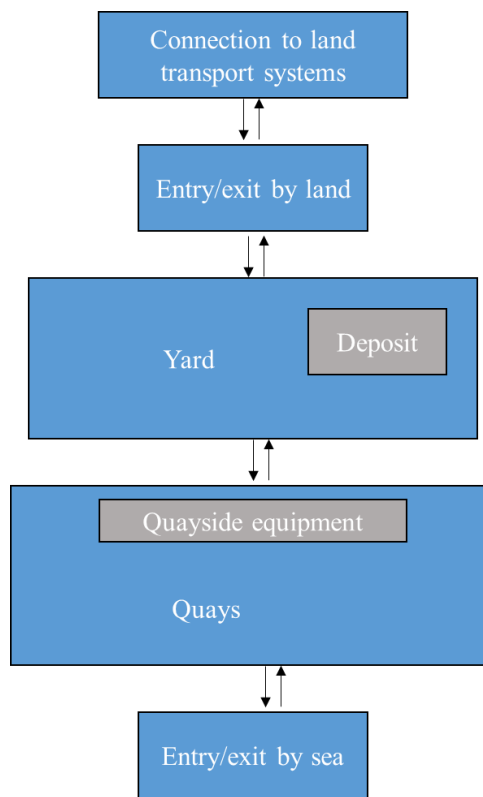 Connection to land
transport systems
Entry/exit by land
Deposit
Yard
Quayside equipment
Quays
Entry/exit by sea